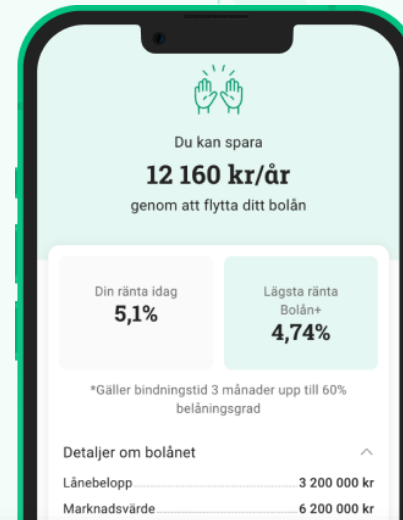 Du kan spara
12 160 kr/år
genom att flytta ditt bolån
Din ränta idag
5,1%
Lägsta ränta
Bolån+
4,74%
*Gäller bindningstid 3 månader upp till 60%
belåningsgrad
Detaljer om bolånet
Lånebelopp 3 200 000 kr
Marknadsvärde 6 200 000 kr